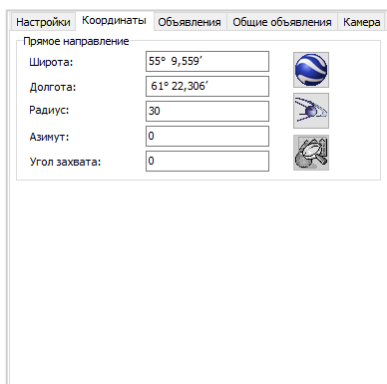 Настройки Координаты Объявления Общие объявления Камера
Прямое направление
Широта: 55° 9,559′
Долгота: 61° 22,306′
Радиус: 30
Азимут: 0
Угол захвата: 0